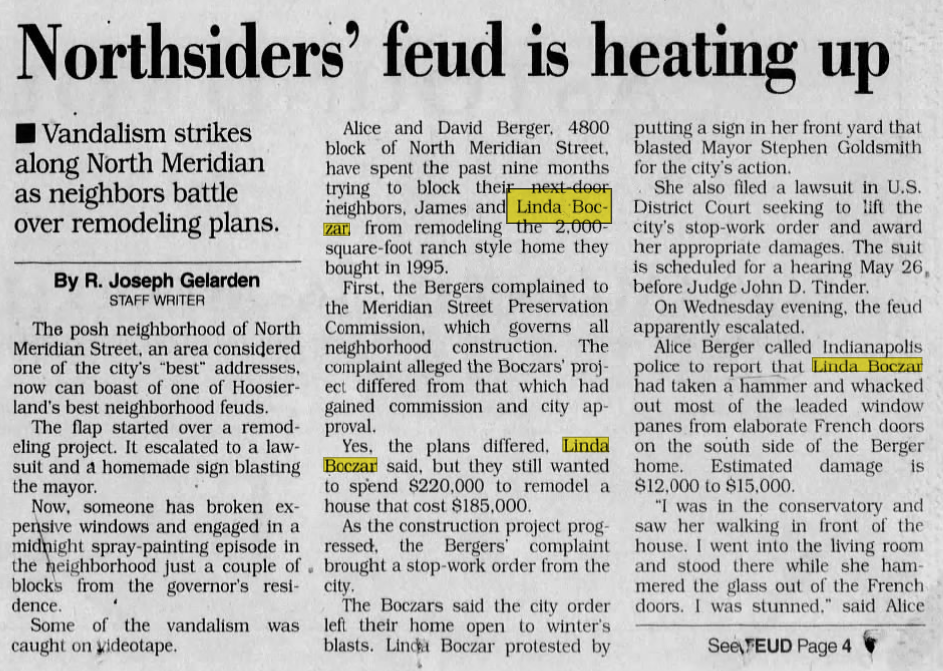 Northsiders’ feud is heating up
■ Vandalism strikes
along North Meridian
as neighbors battle
over remodeling plans.
By R. Joseph Gelarden
STAFF WRITER
The posh neighborhood of North
Meridian Street, an area considered
one of the city's "best" addresses,
now can boast of one of Hoosier-
land's best neighborhood feuds.
The flap started over a remod-
eling project. It escalated to a law-
suit and a homemade sign blasting
the mayor.
Now, someone has broken ex-
pensive windows and engaged in a
midnight spray-painting episode in
the neighborhood just a couple of
blocks from the governor's resi-
dence.
Some of the vandalism was
caught on videotape.
Alice and David Berger, 4800
block of North Meridian Street,
have spent the past nine months
trying to block their next-door
neighbors, James and Linda Boc-
zar, from remodeling the 2,000-
square-foot ranch style home they
bought in 1995.
First, the Bergers complained to
the Meridian Street Preservation
Commission, which governs all
neighborhood construction. The
complaint alleged the Boczars' proj-
ect differed from that which had
gained commission and city ap-
proval.
Yes, the plans differed, Linda
Boczar said, but they still wanted
to spend $220,000 to remodel a
house that cost $185,000.
As the construction project prog-
ressed, the Bergers' complaint
brought a stop-work order from the
city.
The Boczars said the city order
left their home open to winter's
blasts. Linda Boczar protested by
putting a sign in her front yard that
blasted Mayor Stephen Goldsmith
for the city's action.
She also filed a lawsuit in U.S.
District Court seeking to lift the
city's stop-work order and award
her appropriate damages. The suit
is scheduled for a hearing May 26
before Judge John D. Tinder.
On Wednesday evening, the feud
apparently escalated.
Alice Berger called Indianapolis
police to report that Linda Boczar
had taken a hammer and whacked
out most of the leaded window
panes from elaborate French doors
on the south side of the Berger
home. Estimated damage is
$12,000 to $15,000.
"I was in the conservatory and
saw her walking in front of the
house. I went into the living room
and stood there while she ham-
mered the glass out of the French
doors. I was stunned," said Alice
See FEUD Page 4